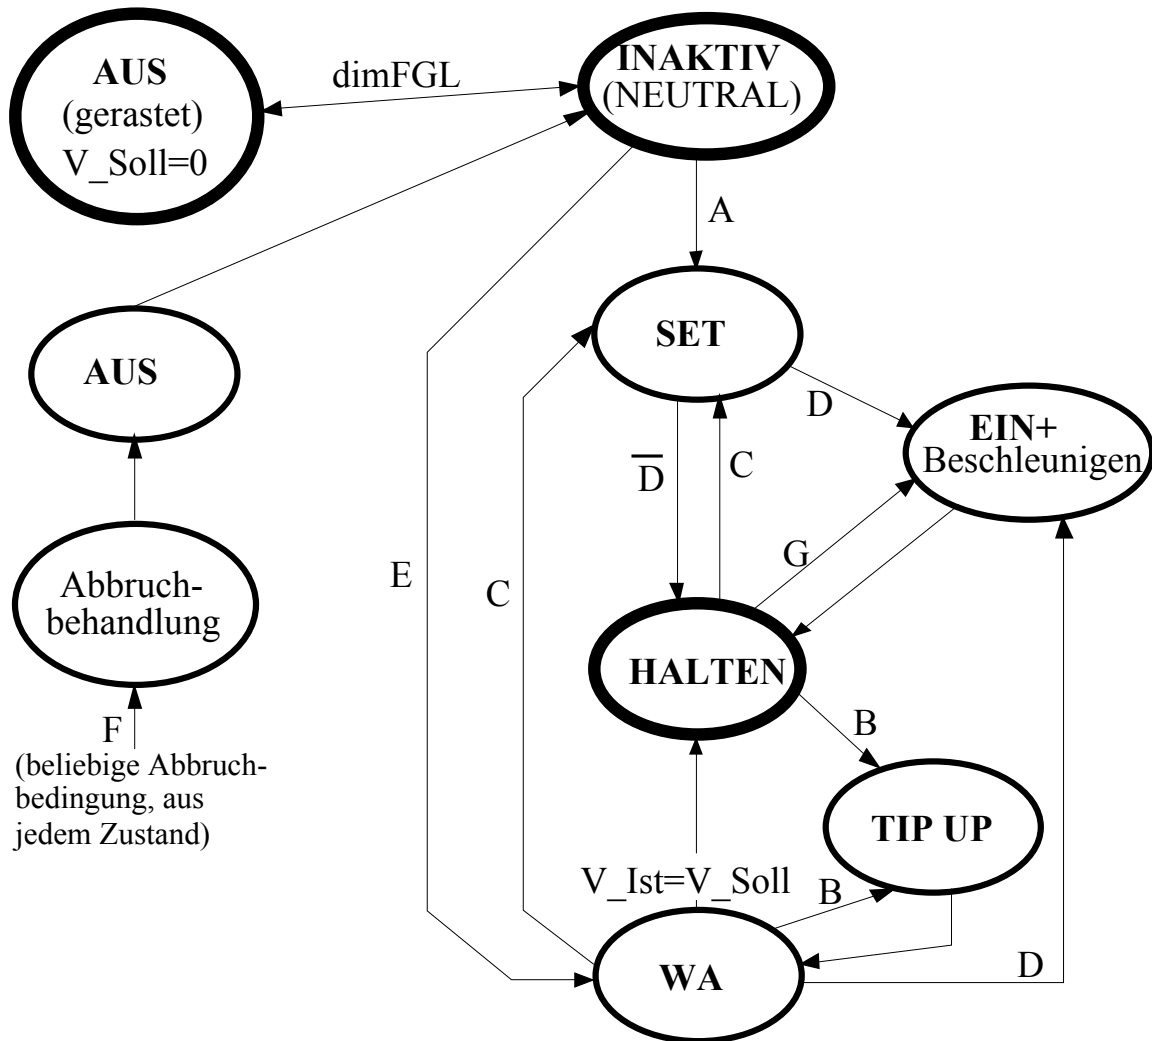 AUS
(gerastet)
V_Soll=0
dimFGL
INAKTIV
(NEUTRAL)
A
SET
D
EIN+
Beschleunigen
AUS
D̅
C
G
E
C
Abbruch-
behandlung
HALTEN
B
F
(beliebige Abbruch-
bedingung, aus
jedem Zustand)
TIP UP
V_Ist=V_Soll
B
WA
D